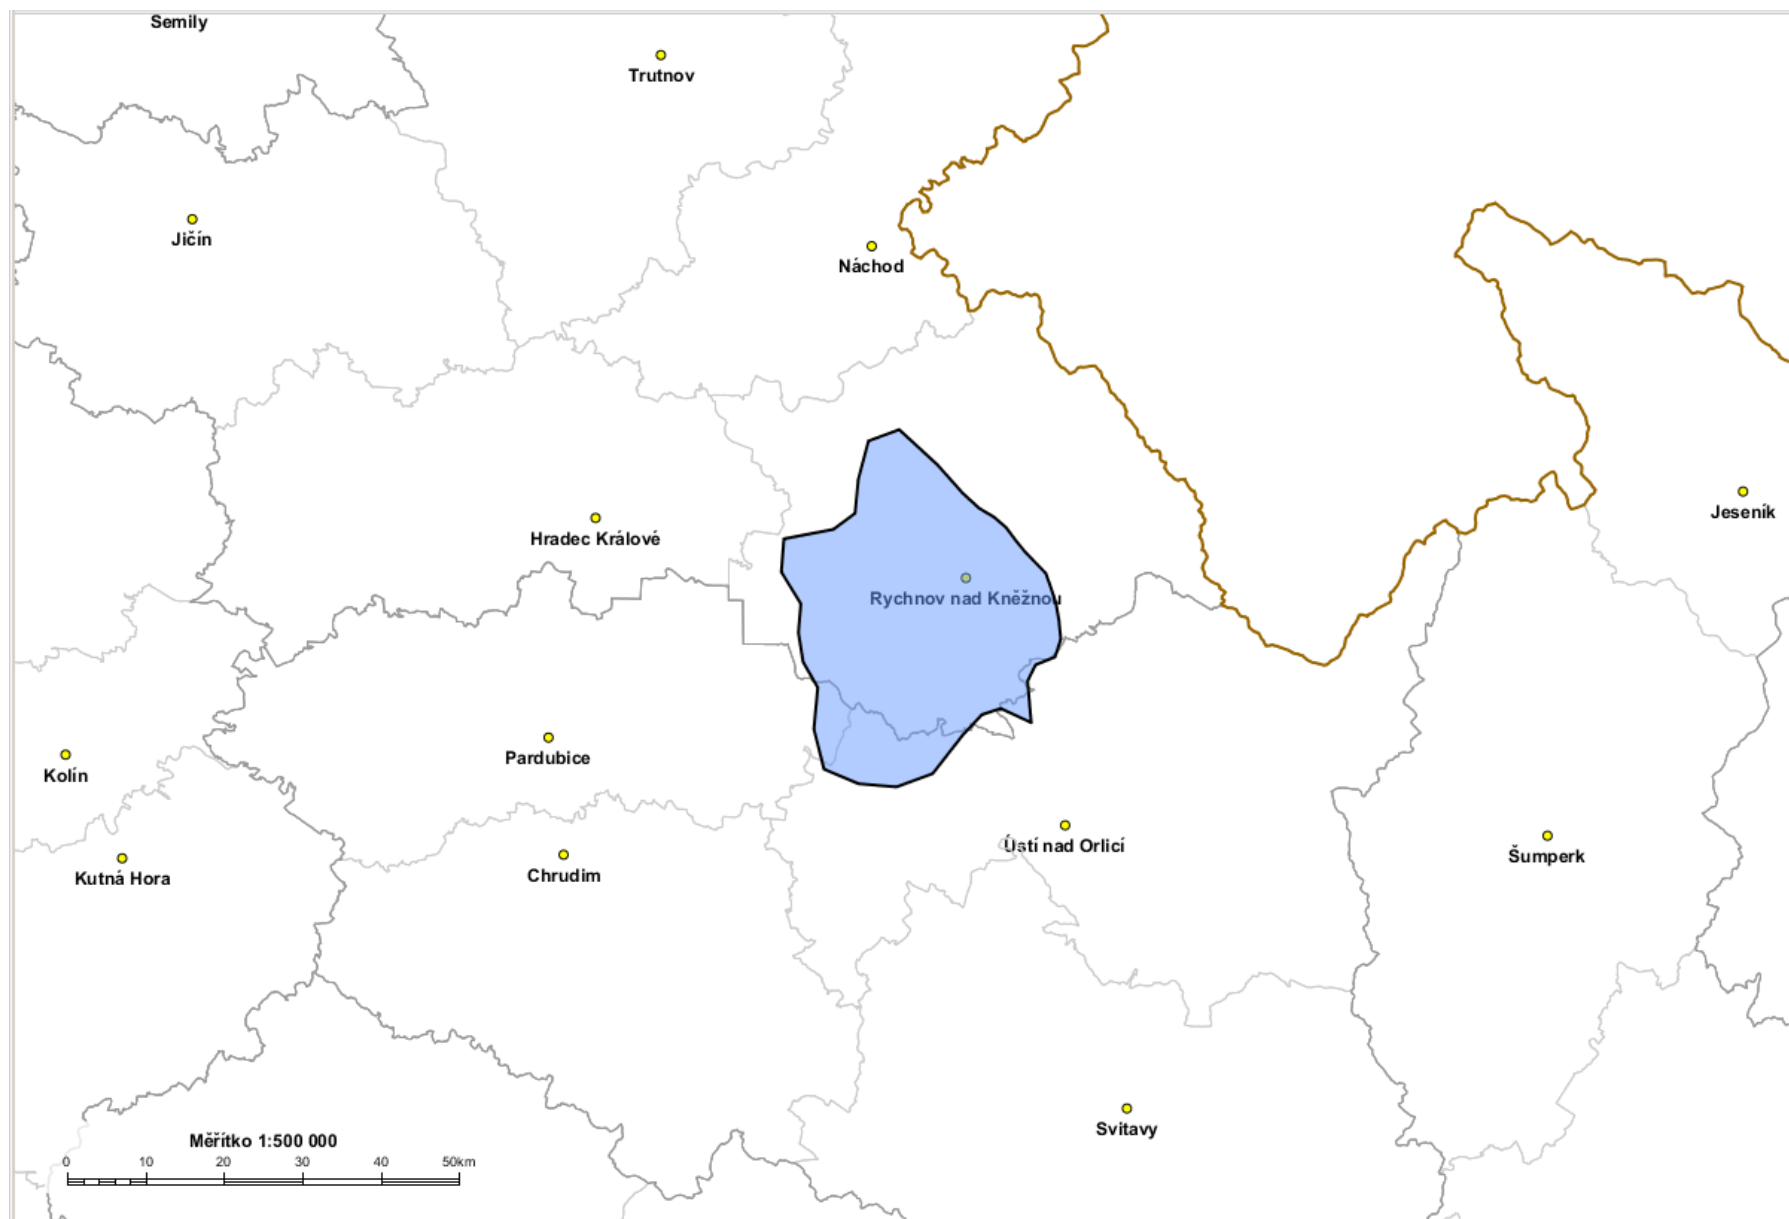 Semily
Trutnov
Jičín
Náchod
Jeseník
Hradec Králové
Rychnov nad Kněžnou
Kolín
Pardubice
Kutná Hora
Chrudim
Ústí nad Orlicí
Šumperk
Svitavy
Měřítko 1:500 000
0 10 20 30 40 50km